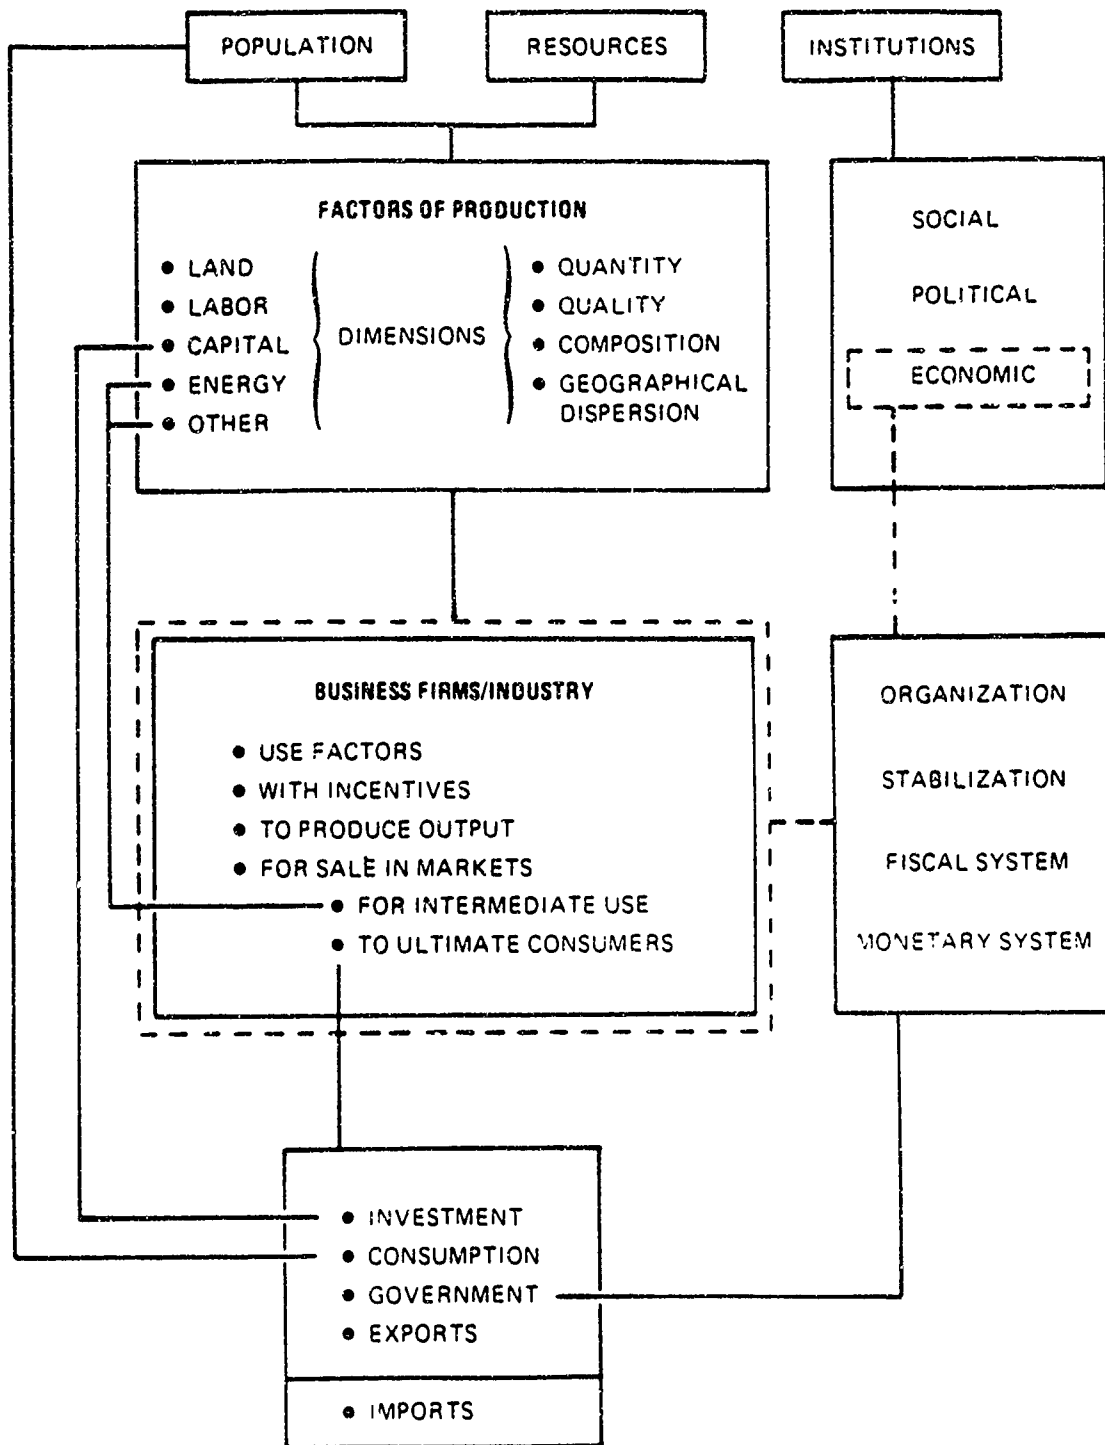 POPULATION
RESOURCES
INSTITUTIONS
FACTORS OF PRODUCTION
● LAND
● LABOR
● CAPITAL
● ENERGY
● OTHER
DIMENSIONS
● QUANTITY
● QUALITY
● COMPOSITION
● GEOGRAPHICAL
DISPERSION
SOCIAL
POLITICAL
ECONOMIC
BUSINESS FIRMS/INDUSTRY
● USE FACTORS
● WITH INCENTIVES
● TO PRODUCE OUTPUT
● FOR SALE IN MARKETS
● FOR INTERMEDIATE USE
● TO ULTIMATE CONSUMERS
ORGANIZATION
STABILIZATION
FISCAL SYSTEM
MONETARY SYSTEM
● INVESTMENT
● CONSUMPTION
● GOVERNMENT
● EXPORTS
● IMPORTS